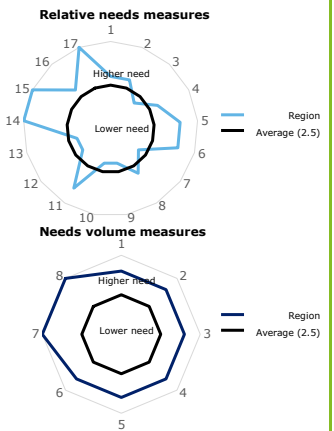 Relative needs measures
1
2
3
4
5
6
7
8
9
10
11
12
13
14
15
16
17
Higher need
Lower need
Region
Average (2.5)
Needs volume measures
1
2
3
4
5
6
7
8
Higher need
Lower need
Region
Average (2.5)